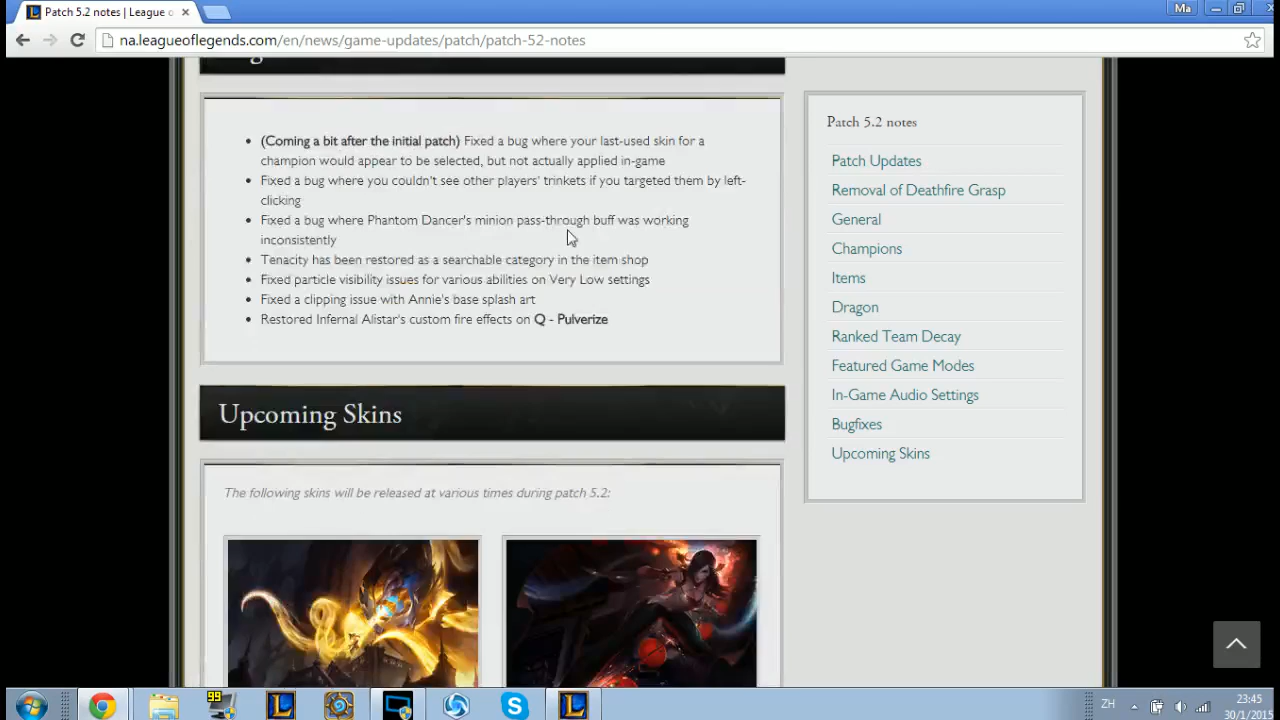 Patch 5.2 notes | League o
Ma
na.leagueoflegends.com/en/news/game-updates/patch/patch-52-notes
(Coming a bit after the initial patch) Fixed a bug where your last-used skin for a
champion would appear to be selected, but not actually applied in-game
Fixed a bug where you couldn't see other players' trinkets if you targeted them by left-
clicking
Fixed a bug where Phantom Dancer's minion pass-through buff was working
inconsistently
Tenacity has been restored as a searchable category in the item shop
Fixed particle visibility issues for various abilities on Very Low settings
Fixed a clipping issue with Annie's base splash art
Restored Infernal Alistar's custom fire effects on Q - Pulverize
Upcoming Skins
The following skins will be released at various times during patch 5.2:
Patch 5.2 notes
Patch Updates
Removal of Deathfire Grasp
General
Champions
Items
Dragon
Ranked Team Decay
Featured Game Modes
In-Game Audio Settings
Bugfixes
Upcoming Skins
99
ZH
23:45
30/1/2015